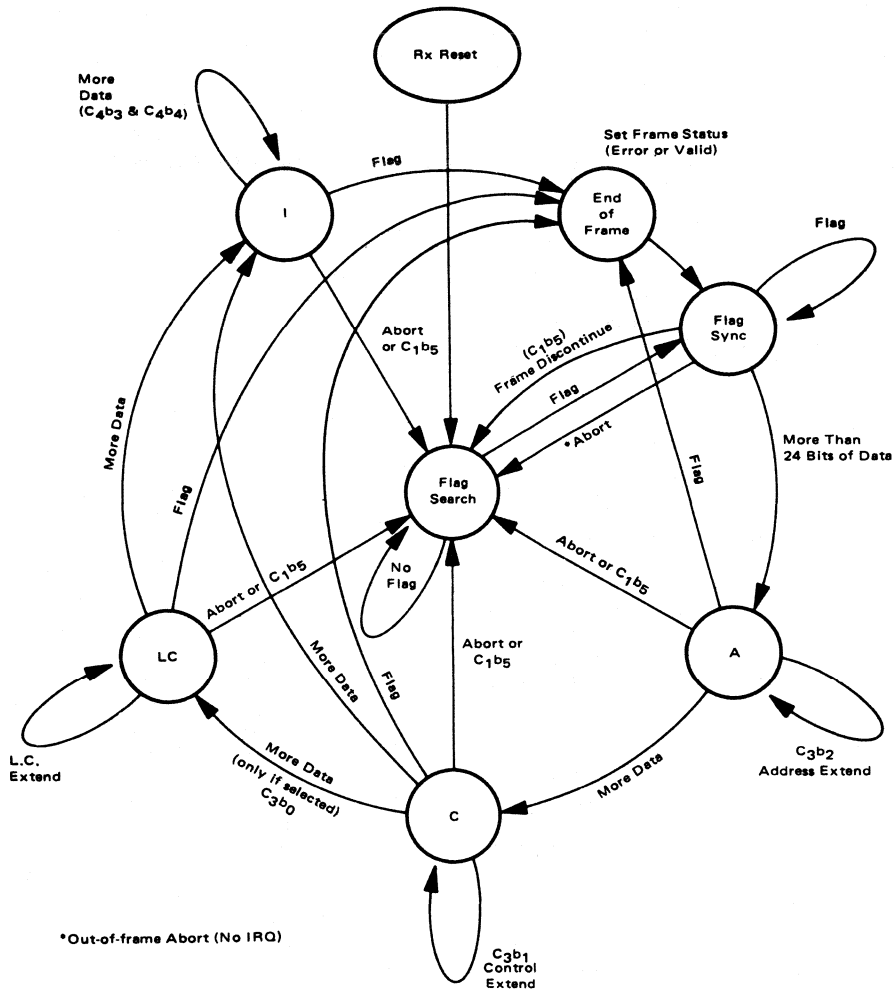 Rx Reset
More
Data
(C4b3 & C4b4)
Flag
Set Frame Status
(Error or Valid)
I
End
of
Frame
Flag
Flag
Sync
Abort
or C1b5
(C1b5)
Frame Discontinue
Flag
*Abort
More Data
More Than
24 Bits of Data
Flag
Flag
Flag
Search
Abort or C1b5
No
Flag
Abort or C1b5
LC
Abort or
C1b5
A
More Data
Flag
L.C.
Extend
More Data
(only if selected)
C3b0
More Data
C3b2
Address Extend
C
*Out-of-frame Abort (No IRQ)
C3b1
Control
Extend